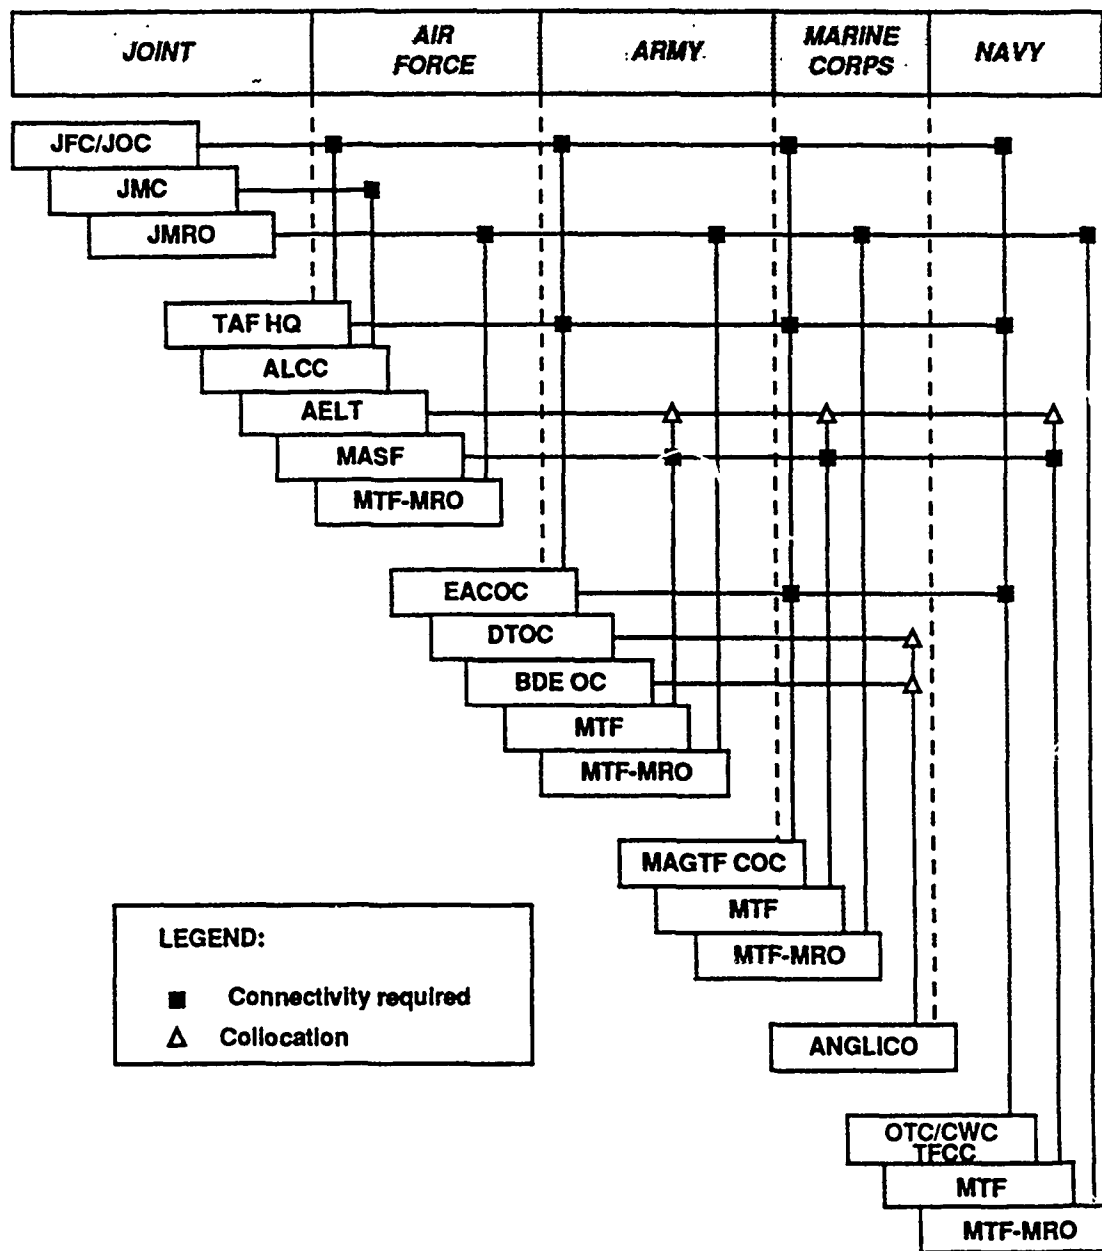 JOINT
AIR
FORCE
ARMY
MARINE
CORPS
NAVY
JFC/JOC
JMC
JMRO
TAF HQ
ALCC
AELT
MASF
MTF-MRO
EACOC
DTOC
BDE OC
MTF
MTF-MRO
MAGTF COC
MTF
MTF-MRO
LEGEND:
Connectivity required
Collocation
ANGLICO
OTC/CWC
TFCC
MTF
MTF-MRO